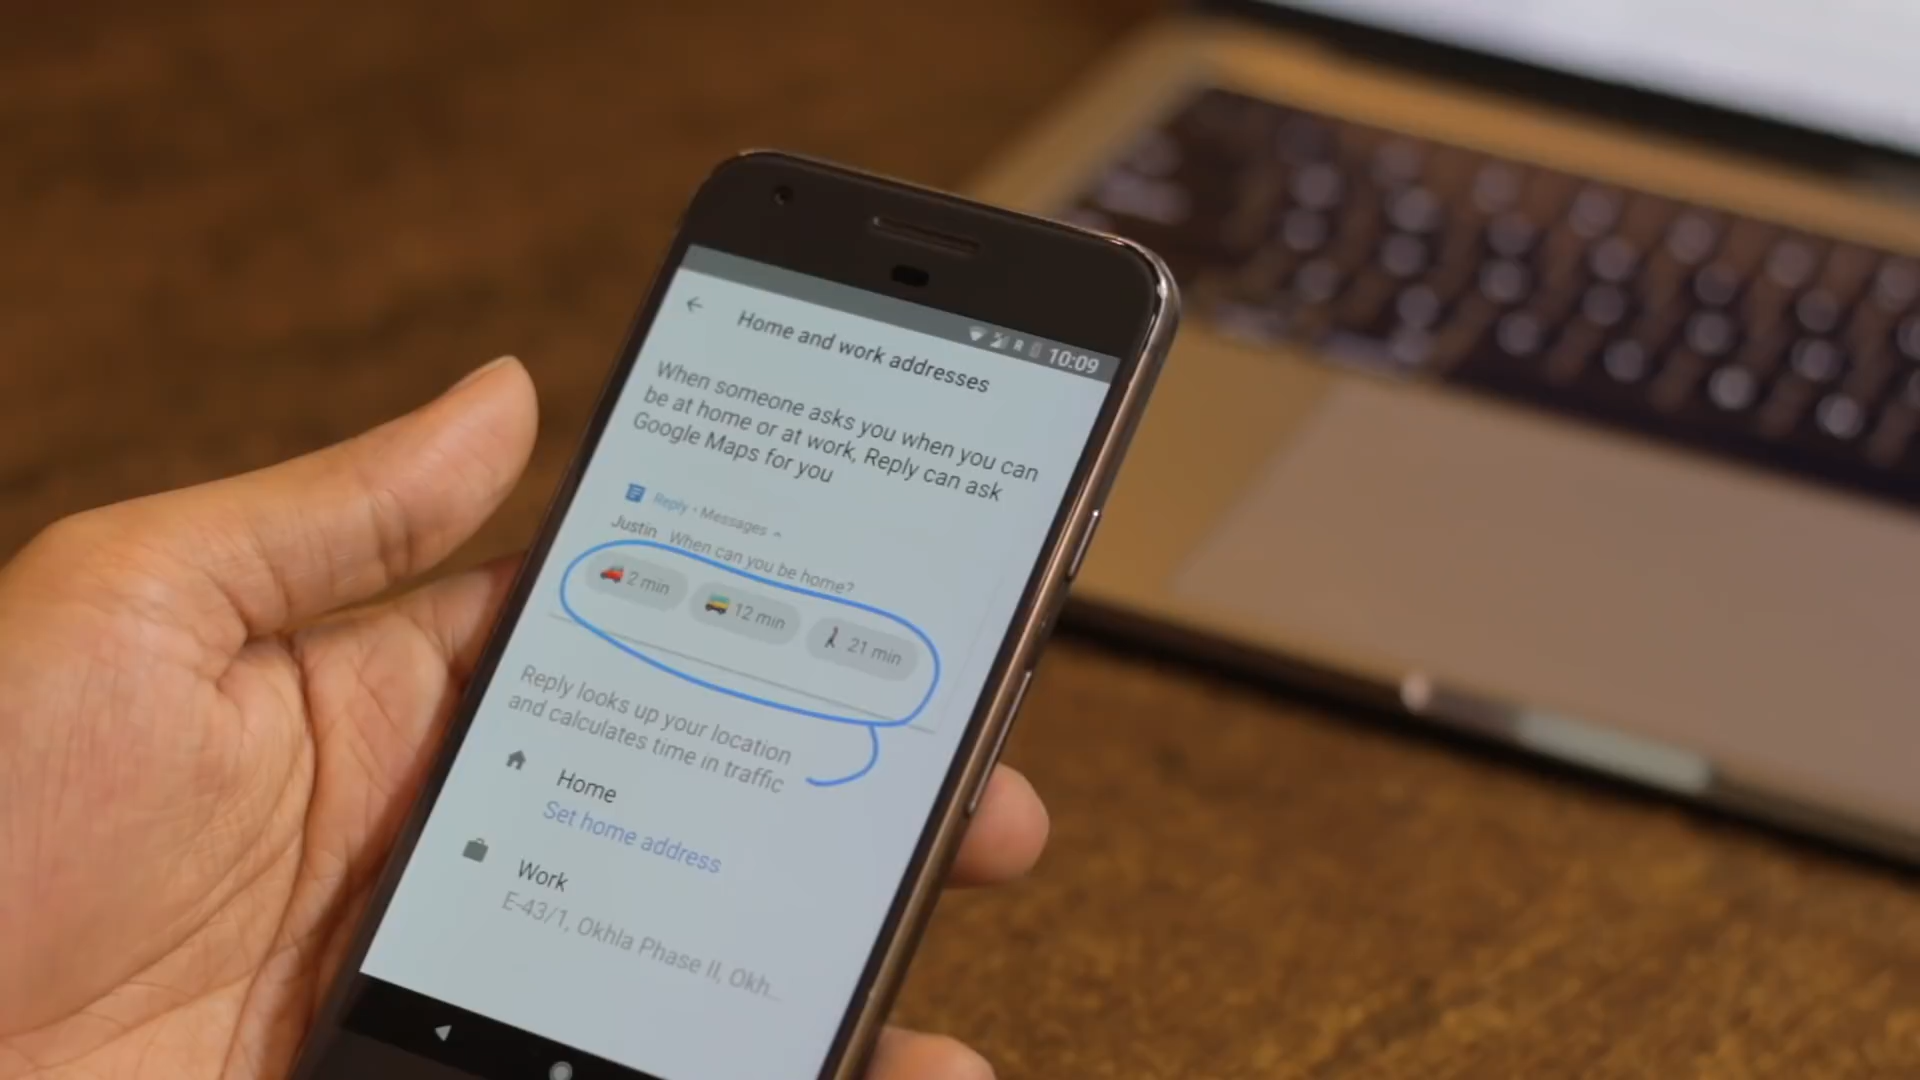 10:09
Home and work addresses
When someone asks you when you can
be at home or at work, Reply can ask
Google Maps for you
Reply • Messages
Justin When can you be home?
2 min 12 min 21 min
Reply looks up your location
and calculates time in traffic
Home
Set home address
Work
E-43/1, Okhla Phase II, Okh...